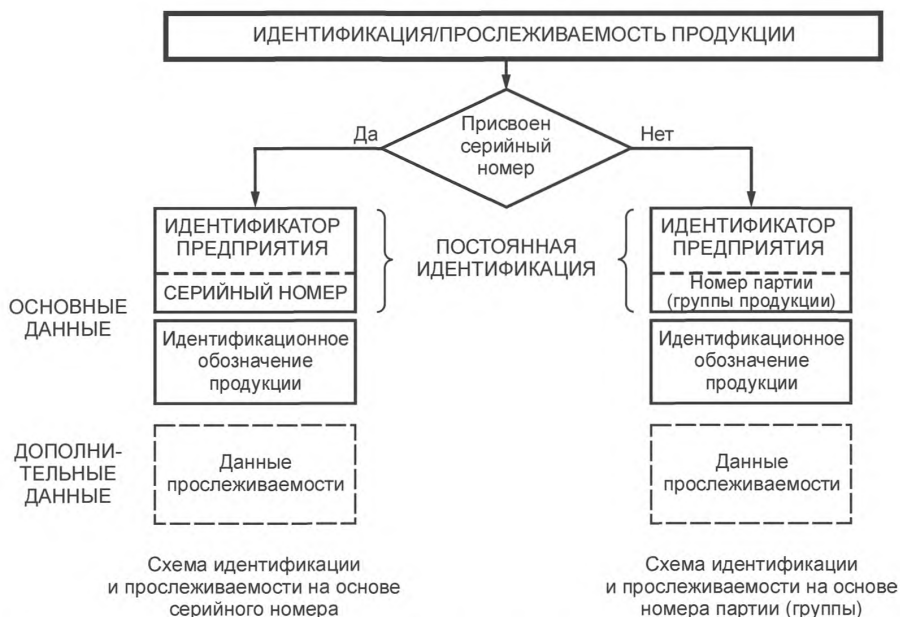 ИДЕНТИФИКАЦИЯ/ПРОСЛЕЖИВАЕМОСТЬ ПРОДУКЦИИ
Да
Присвоен
серийный
номер
Нет
ИДЕНТИФИКАТОР
ПРЕДПРИЯТИЯ
СЕРИЙНЫЙ НОМЕР
ПОСТОЯННАЯ
ИДЕНТИФИКАЦИЯ
ИДЕНТИФИКАТОР
ПРЕДПРИЯТИЯ
Номер партии
(группы продукции)
ОСНОВНЫЕ
ДАННЫЕ
Идентификационное
обозначение
продукции
Идентификационное
обозначение
продукции
ДОПОЛНИ-
ТЕЛЬНЫЕ
ДАННЫЕ
Данные
прослеживаемости
Данные
прослеживаемости
Схема идентификации
и прослеживаемости на основе
серийного номера
Схема идентификации
и прослеживаемости на основе
номера партии (группы)